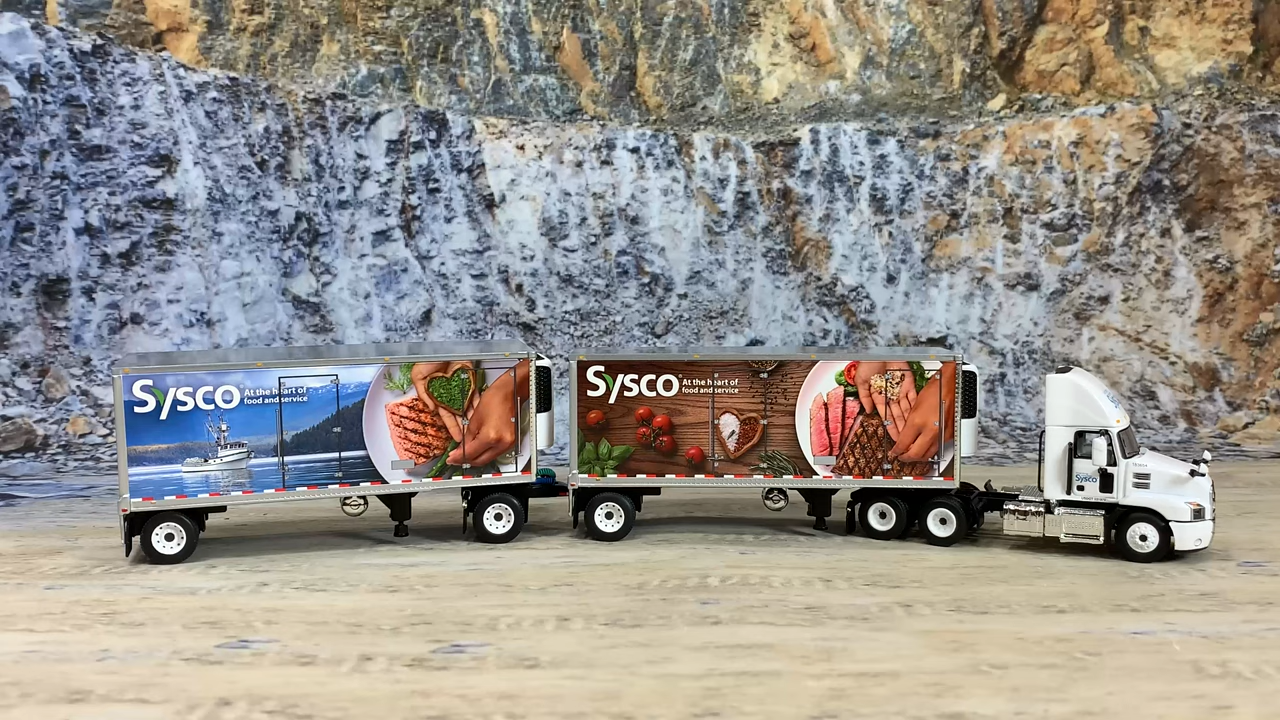 Sysco
At the heart of
food and service
Sysco
At the heart of
food and service
Sysco